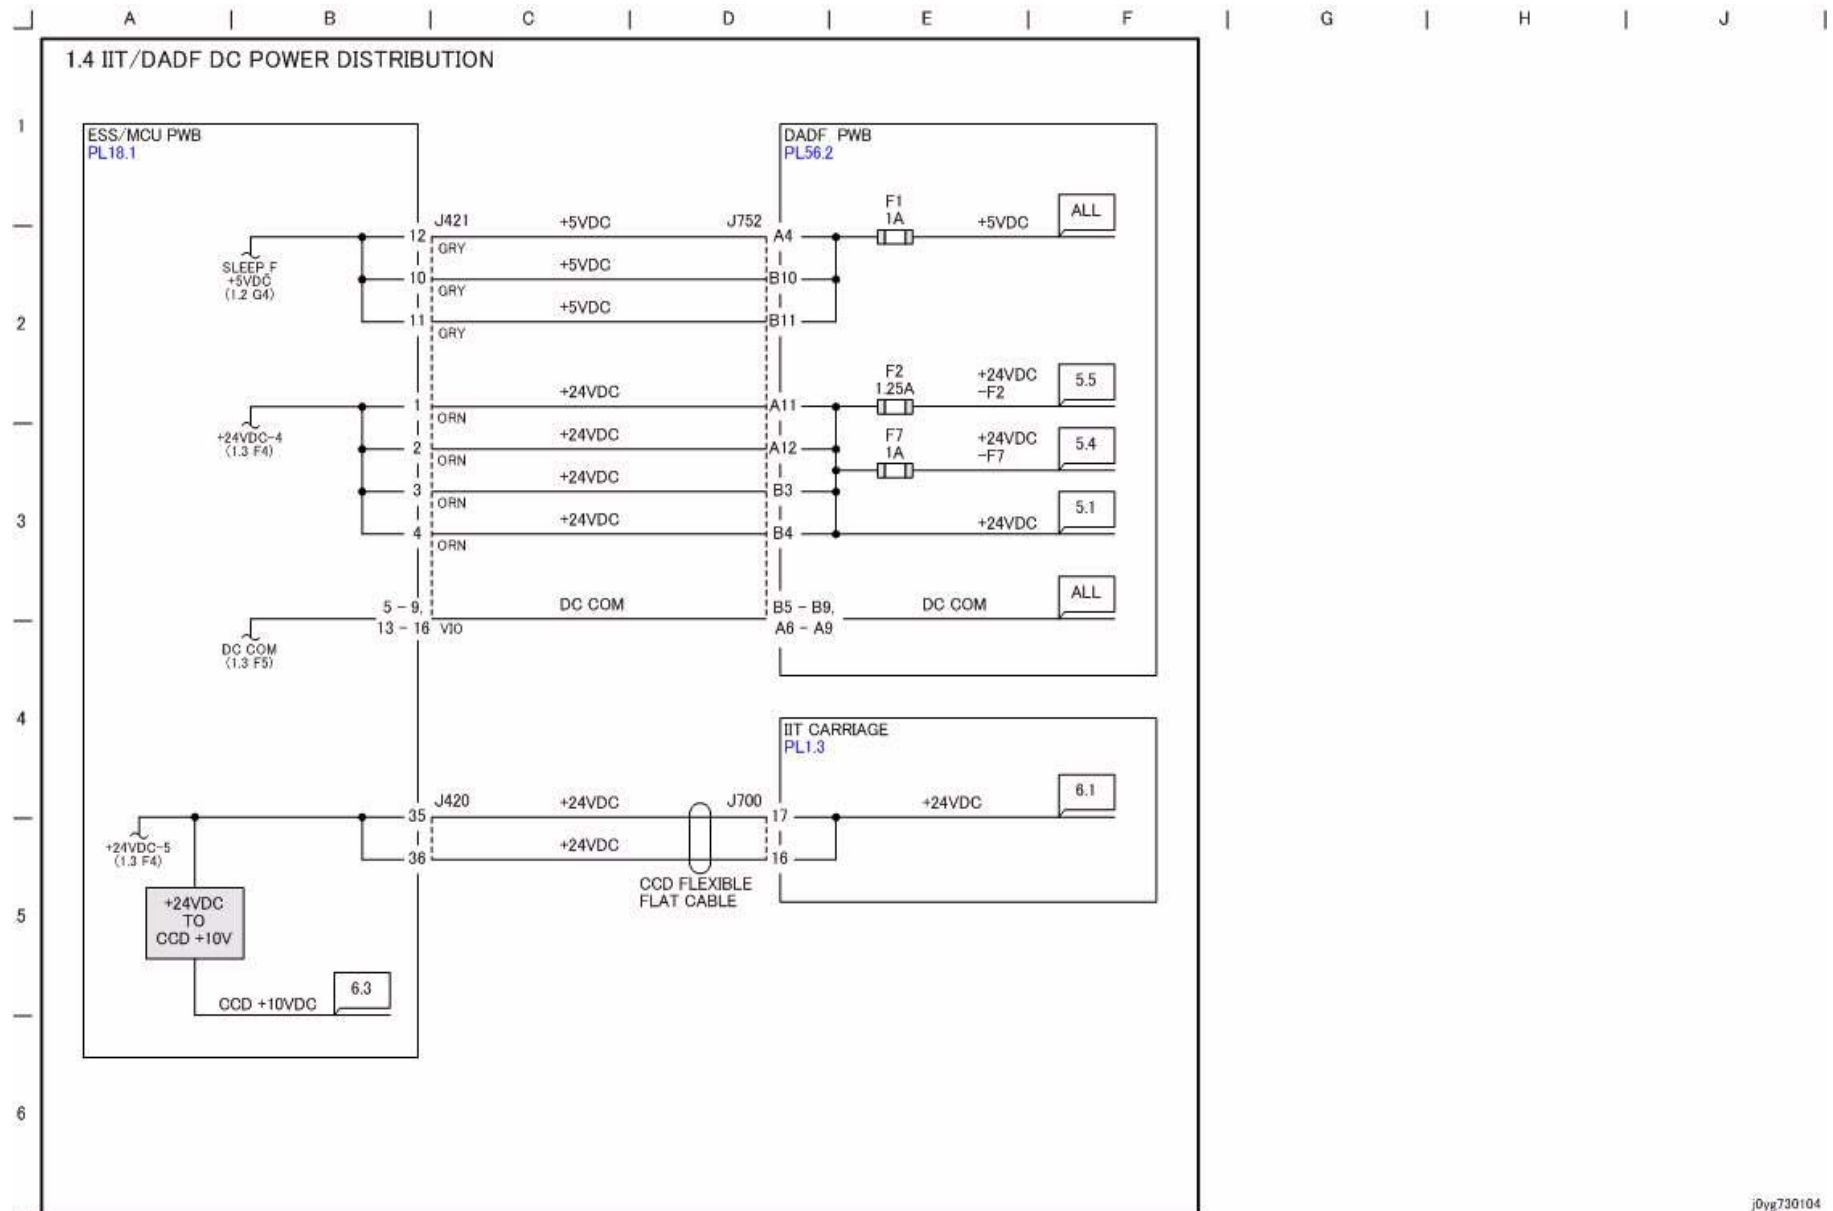 A | B | C | D | E | F | G | H | J
1.4 IIT/DADF DC POWER DISTRIBUTION
1
2
3
4
5
6
ESS/MCU PWB
PL18.1
SLEEP F
+5VDC
(1.2 G4)
+24VDC-4
(1.3 F4)
DC COM
(1.3 F5)
+24VDC-5
(1.3 F4)
+24VDC
TO
CCD +10V
CCD +10VDC
6.3
J421
J752
12
GRY
+5VDC
A4
10
GRY
+5VDC
B10
11
GRY
+5VDC
B11
1
ORN
+24VDC
A11
2
ORN
+24VDC
A12
3
ORN
+24VDC
B3
4
ORN
+24VDC
B4
5 - 9,
13 - 16
VIO
DC COM
B5 - B9,
A6 - A9
DADF PWB
PL56.2
F1
1A
+5VDC
ALL
F2
1.25A
+24VDC
-F2
5.5
F7
1A
+24VDC
-F7
5.4
+24VDC
5.1
DC COM
ALL
J420
J700
35
+24VDC
17
36
+24VDC
16
CCD FLEXIBLE
FLAT CABLE
IIT CARRIAGE
PL1.3
+24VDC
6.1
j0yg730104